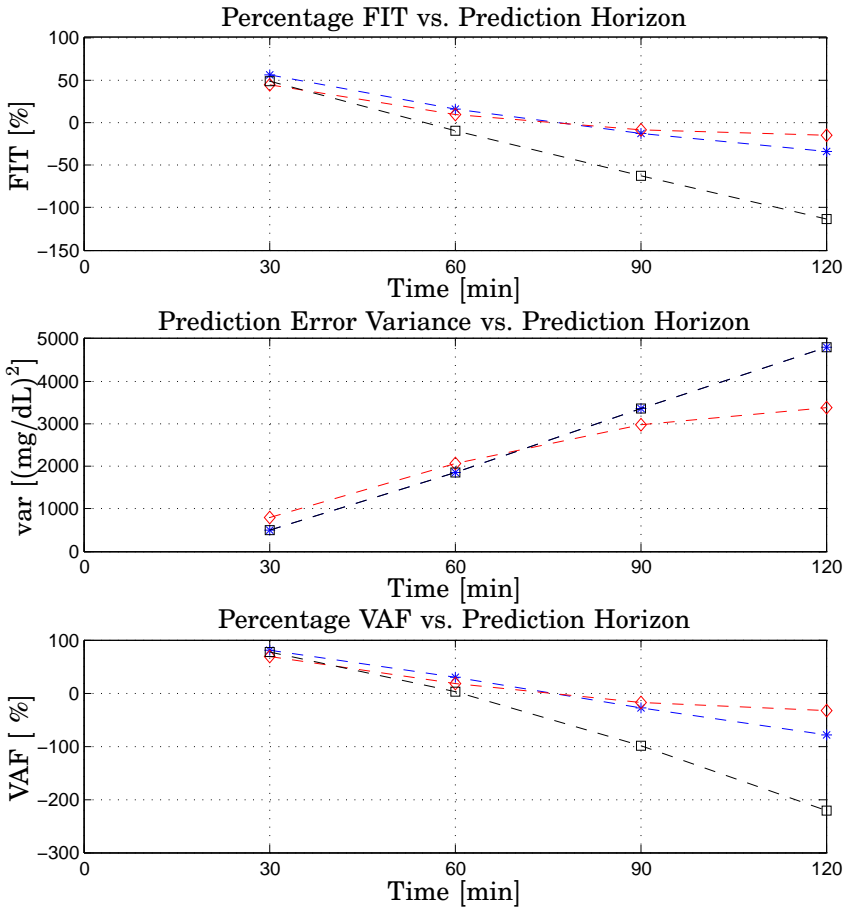 Percentage FIT vs. Prediction Horizon
FIT [%]
100
50
0
−50
−100
−150
0 30 60 90 120
Time [min]
Prediction Error Variance vs. Prediction Horizon
var [(mg/dL)²]
5000
4000
3000
2000
1000
0
0 30 60 90 120
Time [min]
Percentage VAF vs. Prediction Horizon
VAF [ %]
100
0
−100
−200
−300
0 30 60 90 120
Time [min]